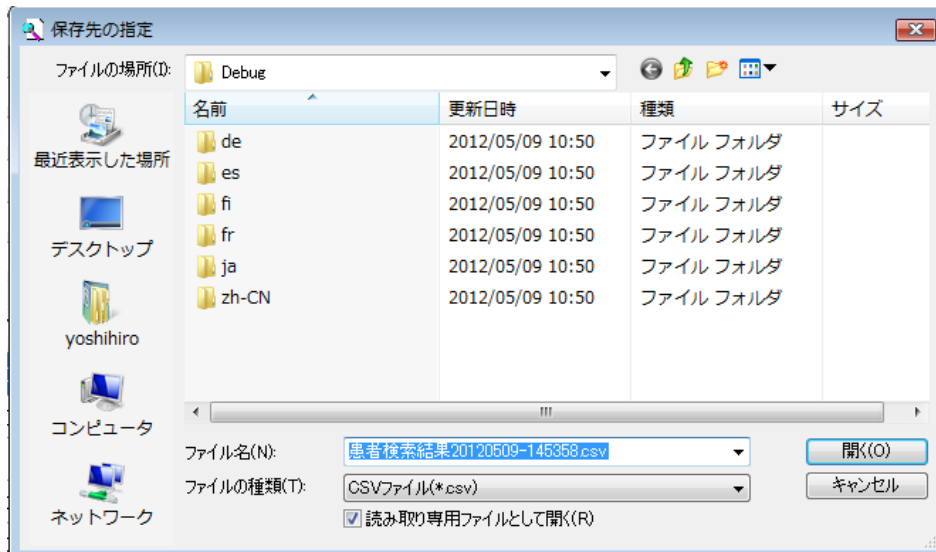 保存先の指定
ファイルの場所(I):
Debug
名前 更新日時 種類 サイズ
de 2012/05/09 10:50 ファイル フォルダ
es 2012/05/09 10:50 ファイル フォルダ
fi 2012/05/09 10:50 ファイル フォルダ
fr 2012/05/09 10:50 ファイル フォルダ
ja 2012/05/09 10:50 ファイル フォルダ
zh-CN 2012/05/09 10:50 ファイル フォルダ
最近表示した場所
デスクトップ
yoshihiro
コンピュータ
ネットワーク
ファイル名(N): 患者検索結果20120509-145358.csv 開く(O)
ファイルの種類(T): CSVファイル(*.csv) キャンセル
読み取り専用ファイルとして開く(R)